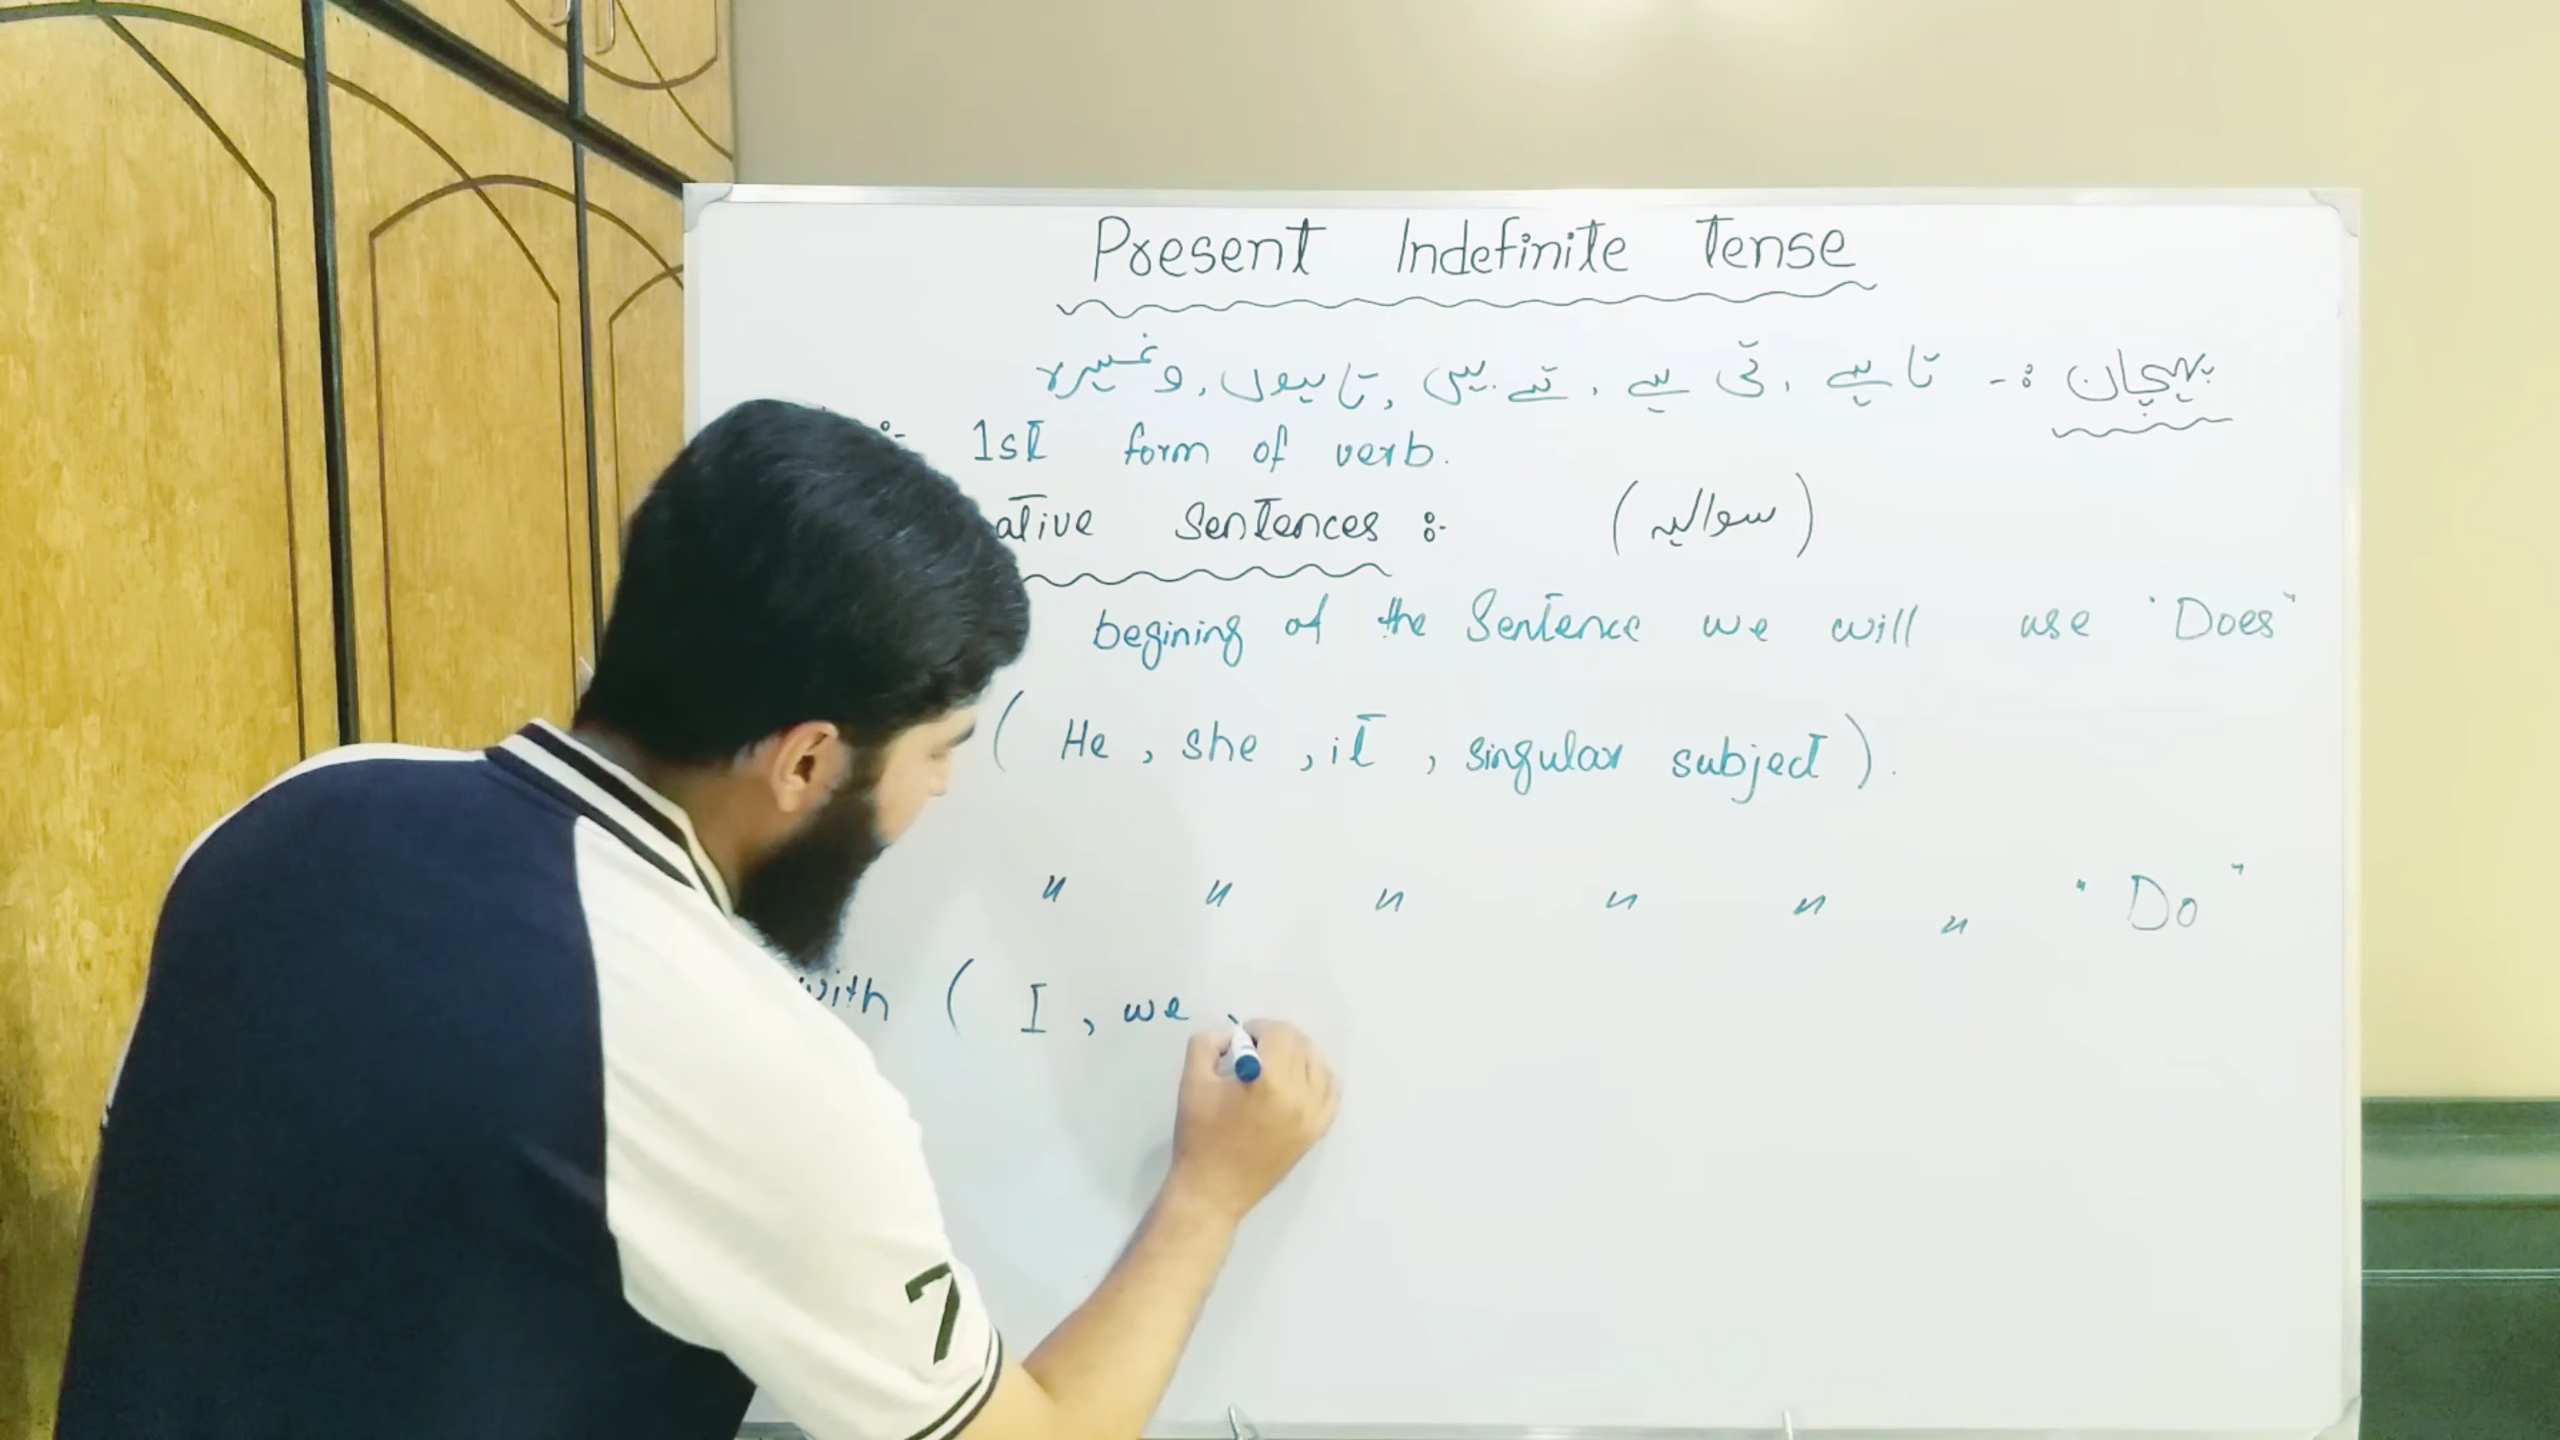 Present Indefinite Tense
پہچان :- تا ہے , تی ہے , تے ہیں , تا ہوں , وغیرہ
:- 1st form of verb.
ative Sentences :- (سوالیہ)
begining of the Sentence we will use "Does"
( He , she , it , singular subject ).
" " " " " " "Do"
with ( I , we ,
7